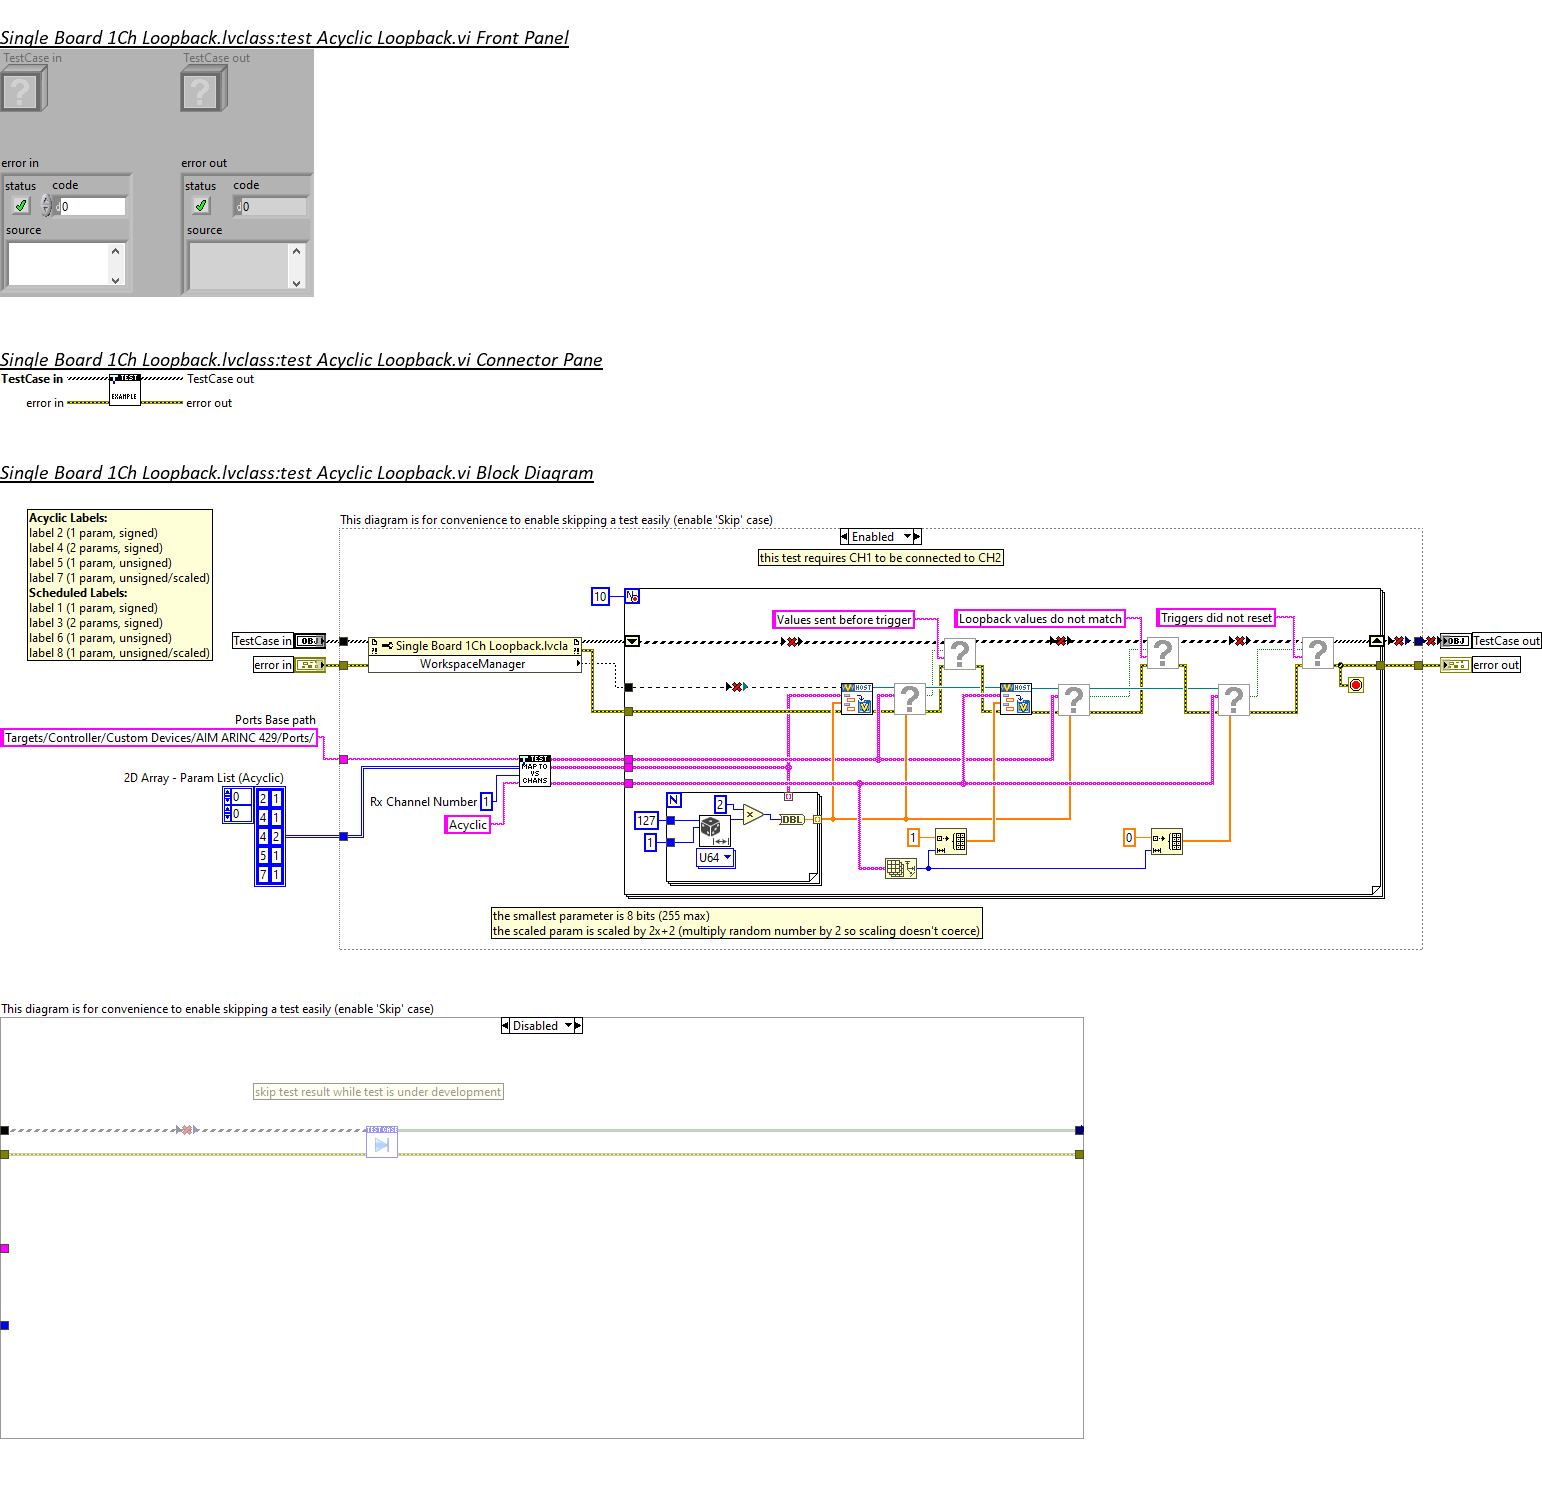 Single Board 1Ch Loopback.lvclass:test Acyclic Loopback.vi Front Panel
TestCase in
TestCase out
?
?
error in
error out
status
code
status
code
0
0
source
source
Single Board 1Ch Loopback.lvclass:test Acyclic Loopback.vi Connector Pane
TestCase in
TEST
TestCase out
error in
EXAMPLE
error out
Single Board 1Ch Loopback.lvclass:test Acyclic Loopback.vi Block Diagram
Acyclic Labels:
label 2 (1 param, signed)
label 4 (2 params, signed)
label 5 (1 param, unsigned)
label 7 (1 param, unsigned/scaled)
Scheduled Labels:
label 1 (1 param, signed)
label 3 (2 params, signed)
label 6 (1 param, unsigned)
label 8 (1 param, unsigned/scaled)
This diagram is for convenience to enable skipping a test easily (enable 'Skip' case)
Enabled
this test requires CH1 to be connected to CH2
10
N
Values sent before trigger
Loopback values do not match
Triggers did not reset
TestCase in
OBJ
Single Board 1Ch Loopback.lvcla
WorkspaceManager
error in
?
?
?
OBJ
TestCase out
error out
HOST
?
HOST
?
?
Ports Base path
Targets/Controller/Custom Devices/AIM ARINC 429/Ports/
2D Array - Param List (Acyclic)
0
0
2 1
4 1
4 2
5 1
7 1
TEST
MAP TO
VS
CHANS
Rx Channel Number
1
Acyclic
N
2
127
1
U64
x
DBL
1
0
the smallest parameter is 8 bits (255 max)
the scaled param is scaled by 2x+2 (multiply random number by 2 so scaling doesn't coerce)
This diagram is for convenience to enable skipping a test easily (enable 'Skip' case)
Disabled
skip test result while test is under development
TEST CASE